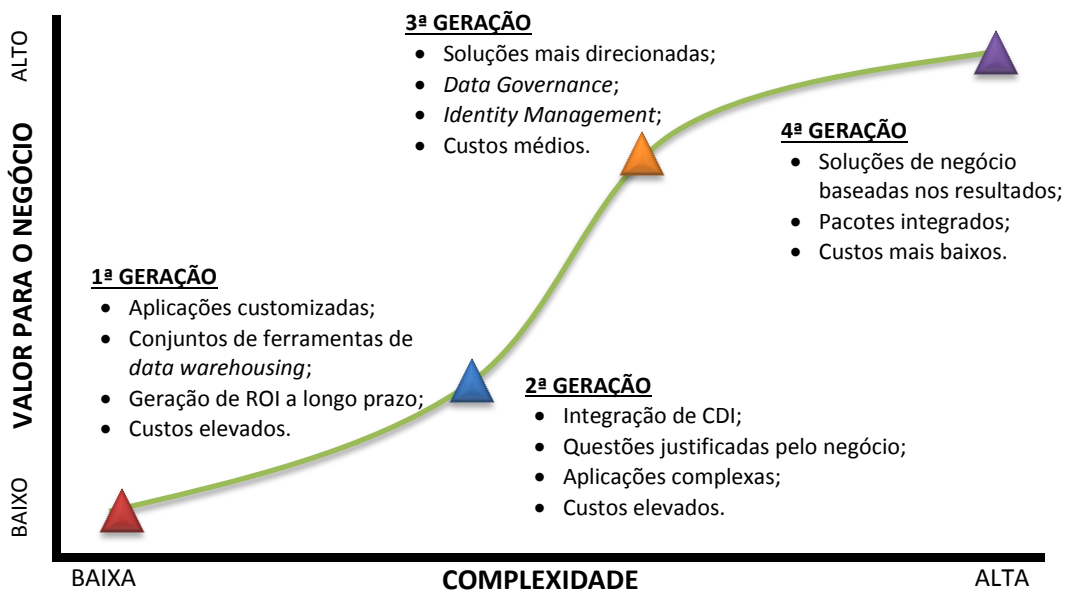 ALTO
VALOR PARA O NEGÓCIO
BAIXO
3ª GERAÇÃO
• Soluções mais direcionadas;
• Data Governance;
• Identity Management;
• Custos médios.
4ª GERAÇÃO
• Soluções de negócio
baseadas nos resultados;
• Pacotes integrados;
• Custos mais baixos.
1ª GERAÇÃO
• Aplicações customizadas;
• Conjuntos de ferramentas de
data warehousing;
• Geração de ROI a longo prazo;
• Custos elevados.
2ª GERAÇÃO
• Integração de CDI;
• Questões justificadas pelo negócio;
• Aplicações complexas;
• Custos elevados.
BAIXA
COMPLEXIDADE
ALTA